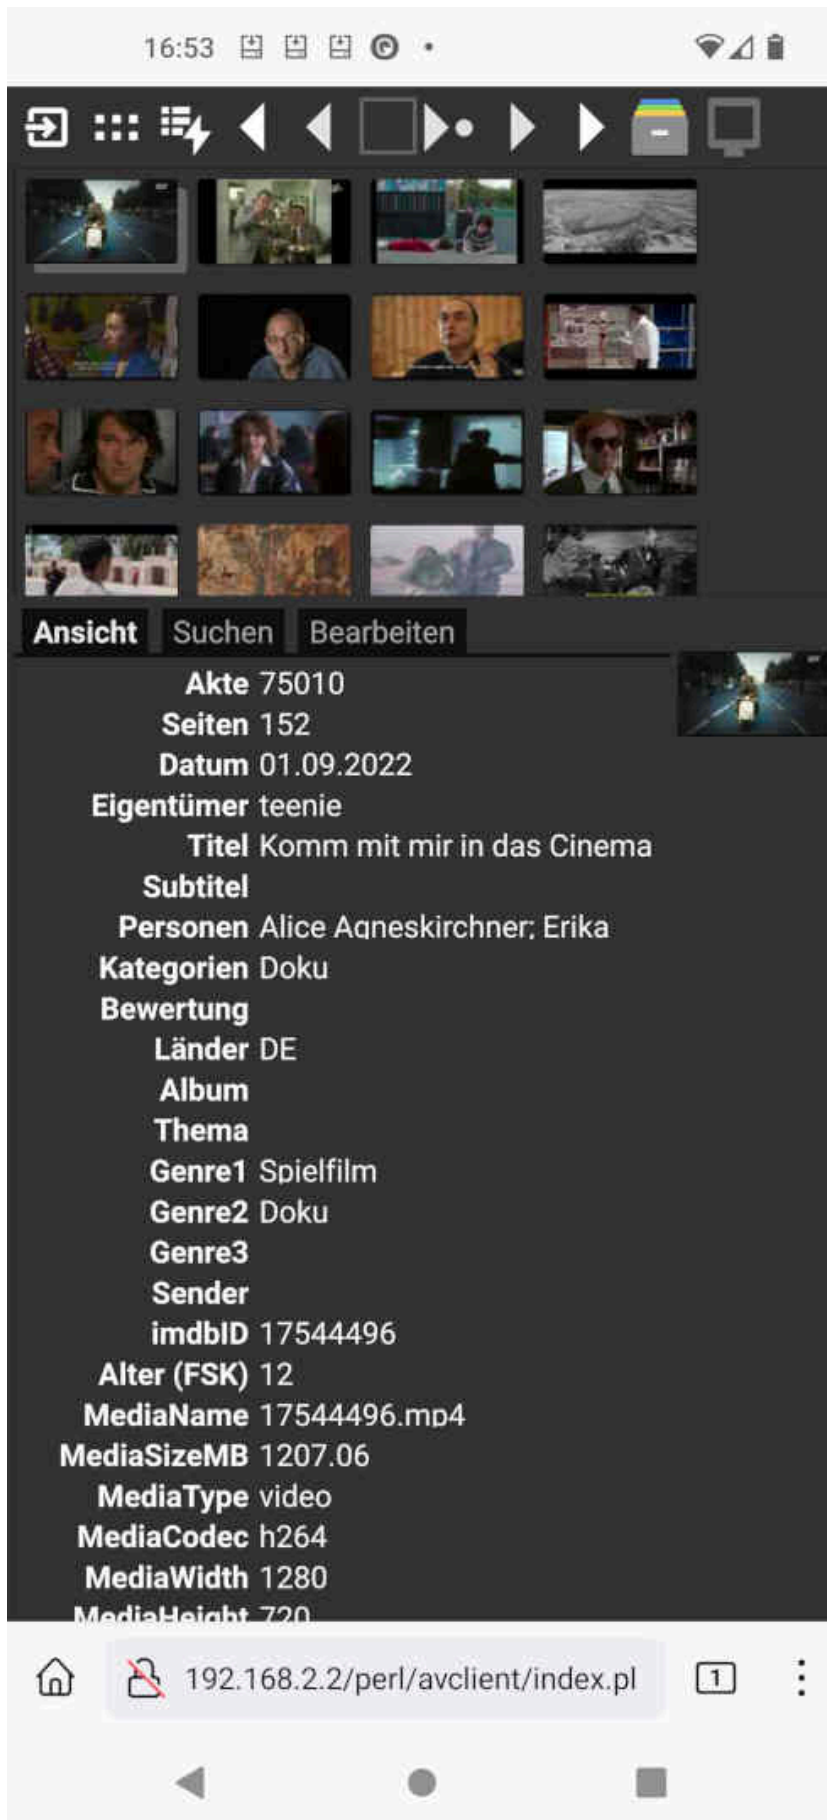 16:53
Ansicht Suchen Bearbeiten
Akte 75010
Seiten 152
Datum 01.09.2022
Eigentümer teenie
Titel Komm mit mir in das Cinema
Subtitel
Personen Alice Agneskirchner; Erika
Kategorien Doku
Bewertung
Länder DE
Album
Thema
Genre1 Spielfilm
Genre2 Doku
Genre3
Sender
imdbID 17544496
Alter (FSK) 12
MediaName 17544496.mp4
MediaSizeMB 1207.06
MediaType video
MediaCodec h264
MediaWidth 1280
MediaHeight 720
192.168.2.2/perl/avclient/index.pl 1